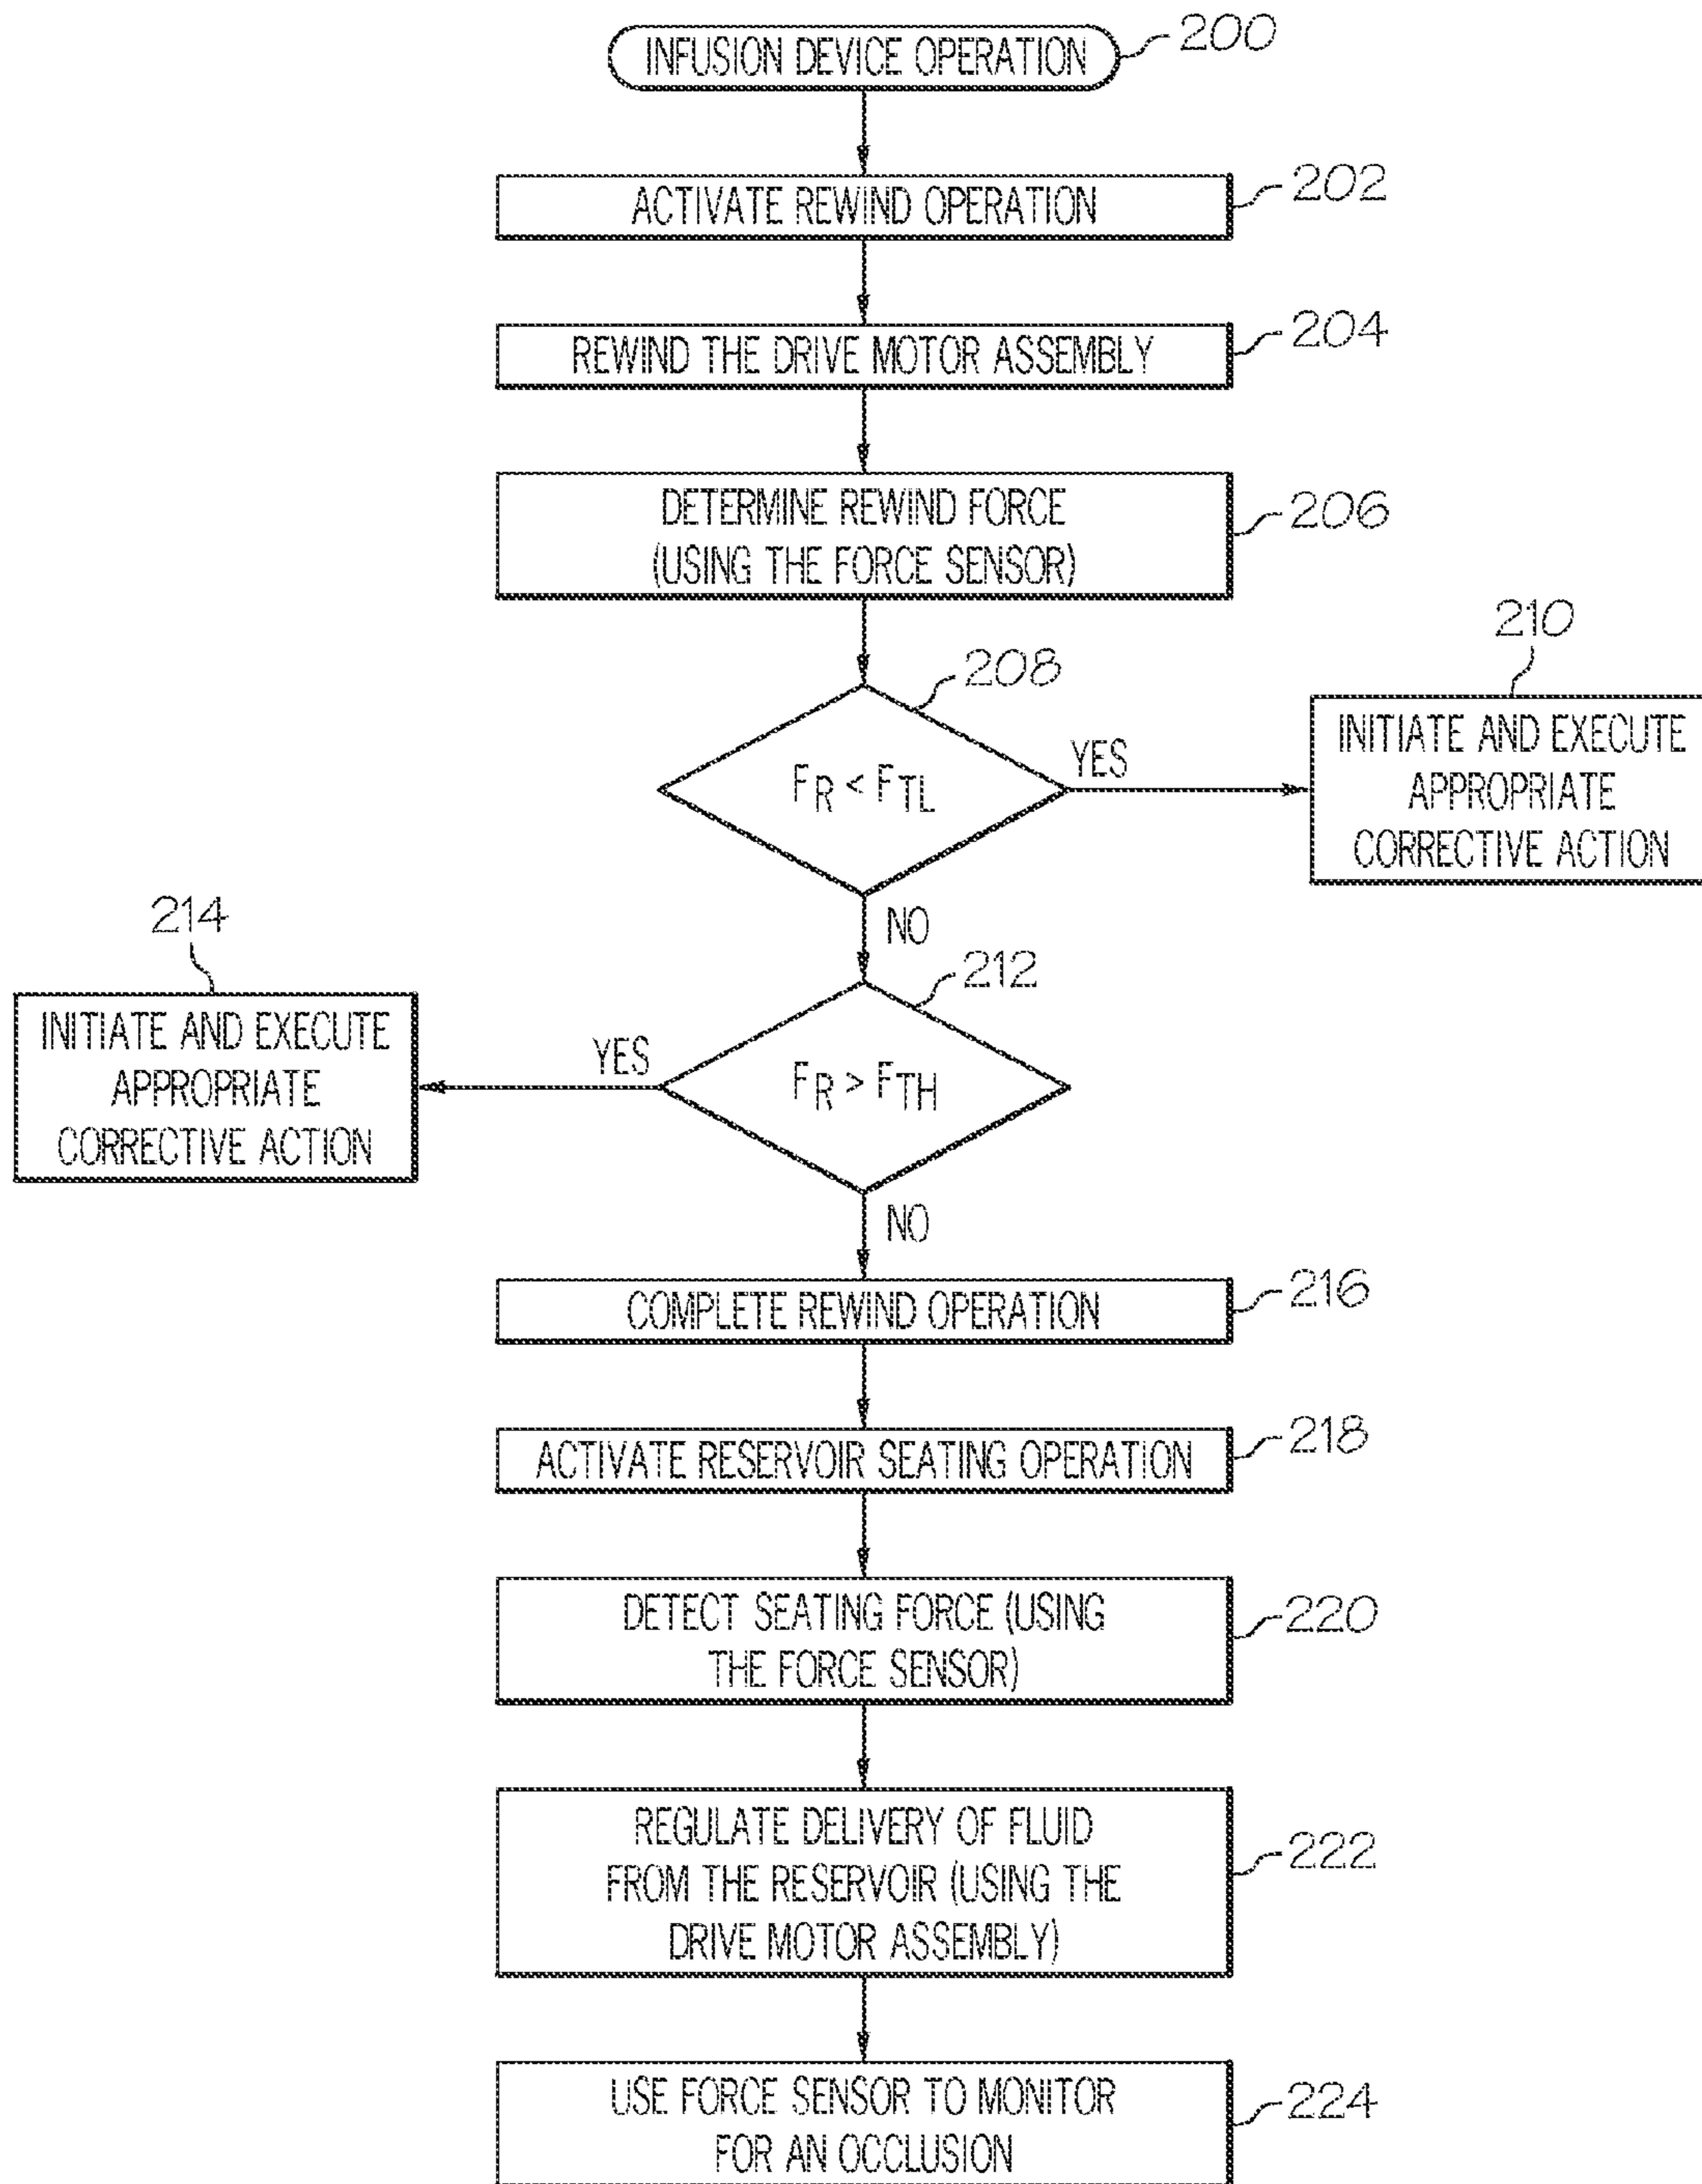 INFUSION DEVICE OPERATION
200
ACTIVATE REWIND OPERATION
202
REWIND THE DRIVE MOTOR ASSEMBLY
204
DETERMINE REWIND FORCE
(USING THE FORCE SENSOR)
206
208
FR < FTL
YES
NO
210
INITIATE AND EXECUTE
APPROPRIATE
CORRECTIVE ACTION
212
FR > FTH
YES
NO
214
INITIATE AND EXECUTE
APPROPRIATE
CORRECTIVE ACTION
COMPLETE REWIND OPERATION
216
ACTIVATE RESERVOIR SEATING OPERATION
218
DETECT SEATING FORCE (USING
THE FORCE SENSOR)
220
REGULATE DELIVERY OF FLUID
FROM THE RESERVOIR (USING THE
DRIVE MOTOR ASSEMBLY)
222
USE FORCE SENSOR TO MONITOR
FOR AN OCCLUSION
224